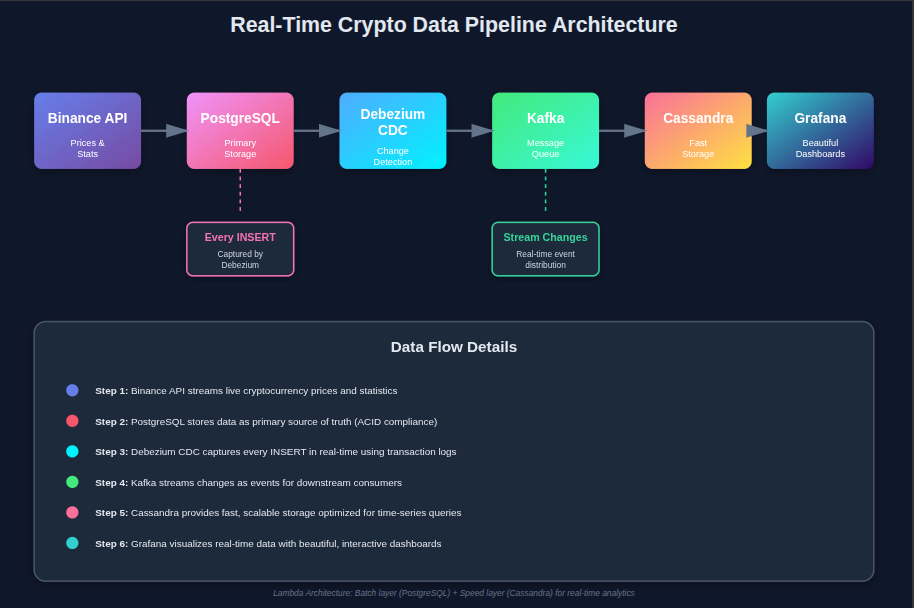 Real-Time Crypto Data Pipeline Architecture
Binance API
Prices &
Stats
PostgreSQL
Primary
Storage
Debezium
CDC
Change
Detection
Kafka
Message
Queue
Cassandra
Fast
Storage
Grafana
Beautiful
Dashboards
Every INSERT
Captured by
Debezium
Stream Changes
Real-time event
distribution
Data Flow Details
Step 1: Binance API streams live cryptocurrency prices and statistics
Step 2: PostgreSQL stores data as primary source of truth (ACID compliance)
Step 3: Debezium CDC captures every INSERT in real-time using transaction logs
Step 4: Kafka streams changes as events for downstream consumers
Step 5: Cassandra provides fast, scalable storage optimized for time-series queries
Step 6: Grafana visualizes real-time data with beautiful, interactive dashboards
Lambda Architecture: Batch layer (PostgreSQL) + Speed layer (Cassandra) for real-time analytics